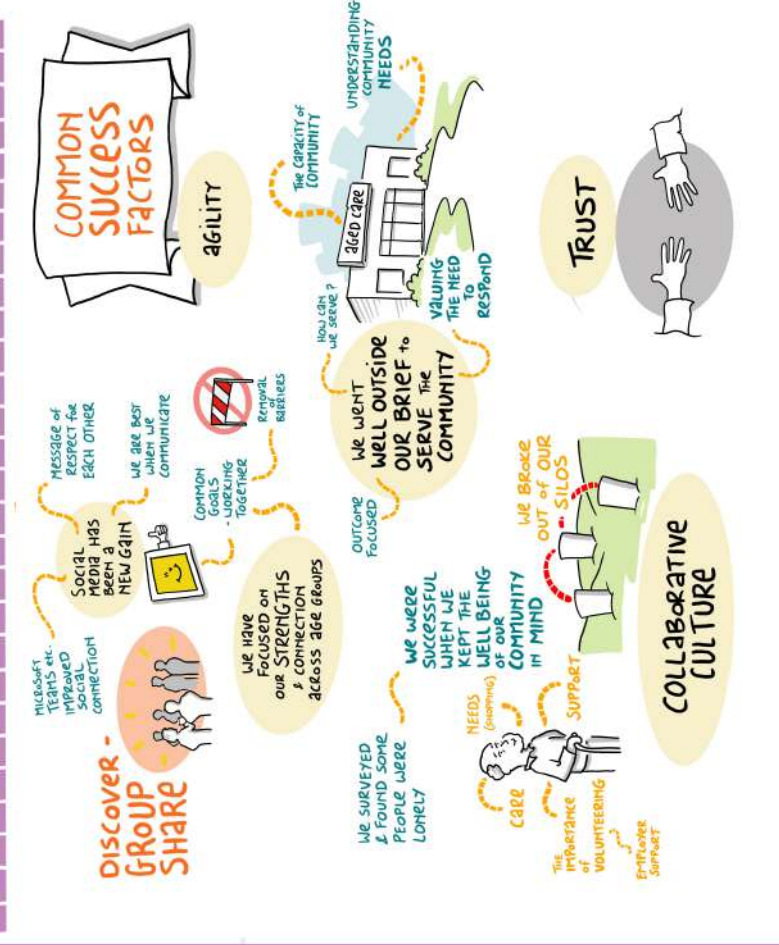 DISCOVER -
GROUP
SHARE
MICROSOFT
TEAMS etc.
IMPROVED
SOCIAL
CONNECTION
SOCIAL
MEDIA HAS
BEEN A
NEW GAIN
MESSAGE of
RESPECT for
EACH OTHER
WE ARE BEST
WHEN WE
COMMUNICATE
COMMON
GOALS
- WORKING
TOGETHER
REMOVAL
of
BARRIERS
WE HAVE
FOCUSED ON
OUR STRENGTHS
& CONNECTION
ACROSS AGE GROUPS
COMMON
SUCCESS
FACTORS
AGILITY
WE SURVEYED
& FOUND SOME
PEOPLE WERE
LONELY
WE WERE
SUCCESSFUL
WHEN WE
KEPT THE
WELL BEING
OF OUR
COMMUNITY
IN MIND
OUTCOME
FOCUSED
WE WENT
WELL OUTSIDE
OUR BRIEF to
SERVE THE
COMMUNITY
HOW CAN
WE SERVE?
VALUING
THE NEED
TO
RESPOND
AGED CARE
THE CAPACITY of
COMMUNITY
UNDERSTANDING
COMMUNITY
NEEDS
CARE
NEEDS
(SHOPPING)
SUPPORT
THE
IMPORTANCE
of
VOLUNTEERING
EMPLOYER
SUPPORT
WE BROKE
OUT OF OUR
SILOS
COLLABORATIVE
CULTURE
TRUST